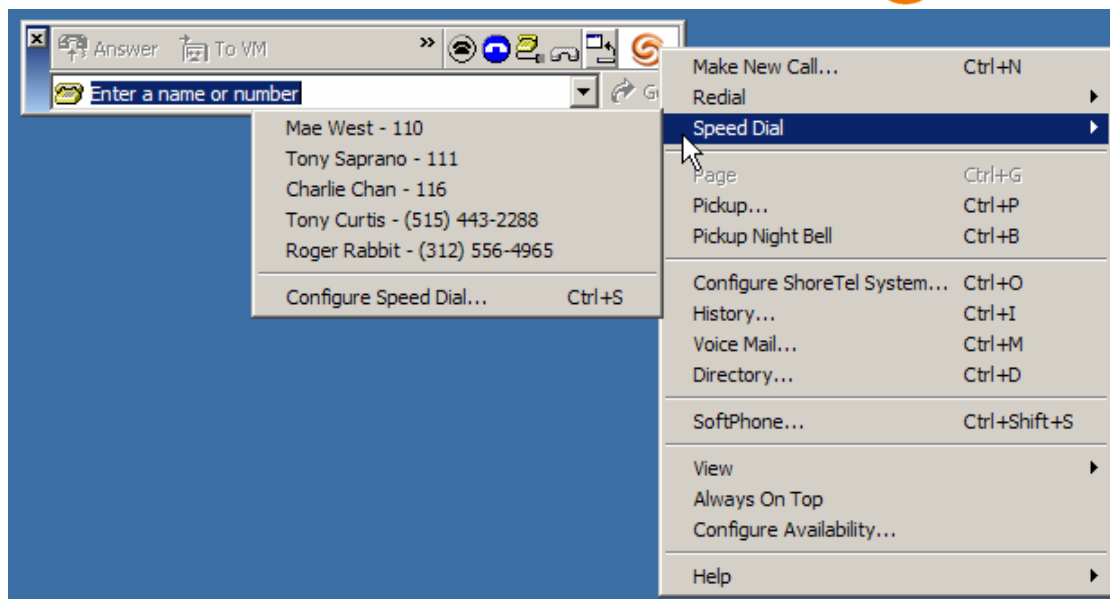 Answer To VM »
Enter a name or number
Make New Call... Ctrl+N
Redial
Speed Dial
Mae West - 110
Tony Saprano - 111
Charlie Chan - 116
Tony Curtis - (515) 443-2288
Roger Rabbit - (312) 556-4965
Configure Speed Dial... Ctrl+S
Page Ctrl+G
Pickup... Ctrl+P
Pickup Night Bell Ctrl+B
Configure ShoreTel System... Ctrl+O
History... Ctrl+I
Voice Mail... Ctrl+M
Directory... Ctrl+D
SoftPhone... Ctrl+Shift+S
View
Always On Top
Configure Availability...
Help